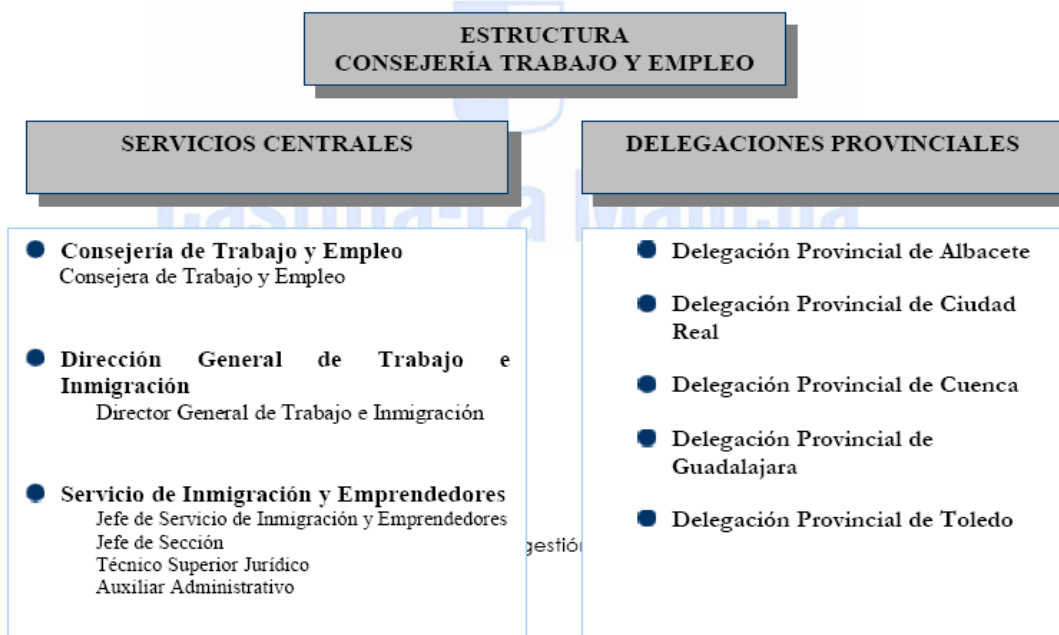 ESTRUCTURA
CONSEJERÍA TRABAJO Y EMPLEO
SERVICIOS CENTRALES
Consejería de Trabajo y Empleo
Consejera de Trabajo y Empleo
Dirección General de Trabajo e
Inmigración
Director General de Trabajo e Inmigración
Servicio de Inmigración y Emprendedores
Jefe de Servicio de Inmigración y Emprendedores
Jefe de Sección
Técnico Superior Jurídico
Auxiliar Administrativo
DELEGACIONES PROVINCIALES
Delegación Provincial de Albacete
Delegación Provincial de Ciudad
Real
Delegación Provincial de Cuenca
Delegación Provincial de
Guadalajara
Delegación Provincial de Toledo
Castilla-La Mancha